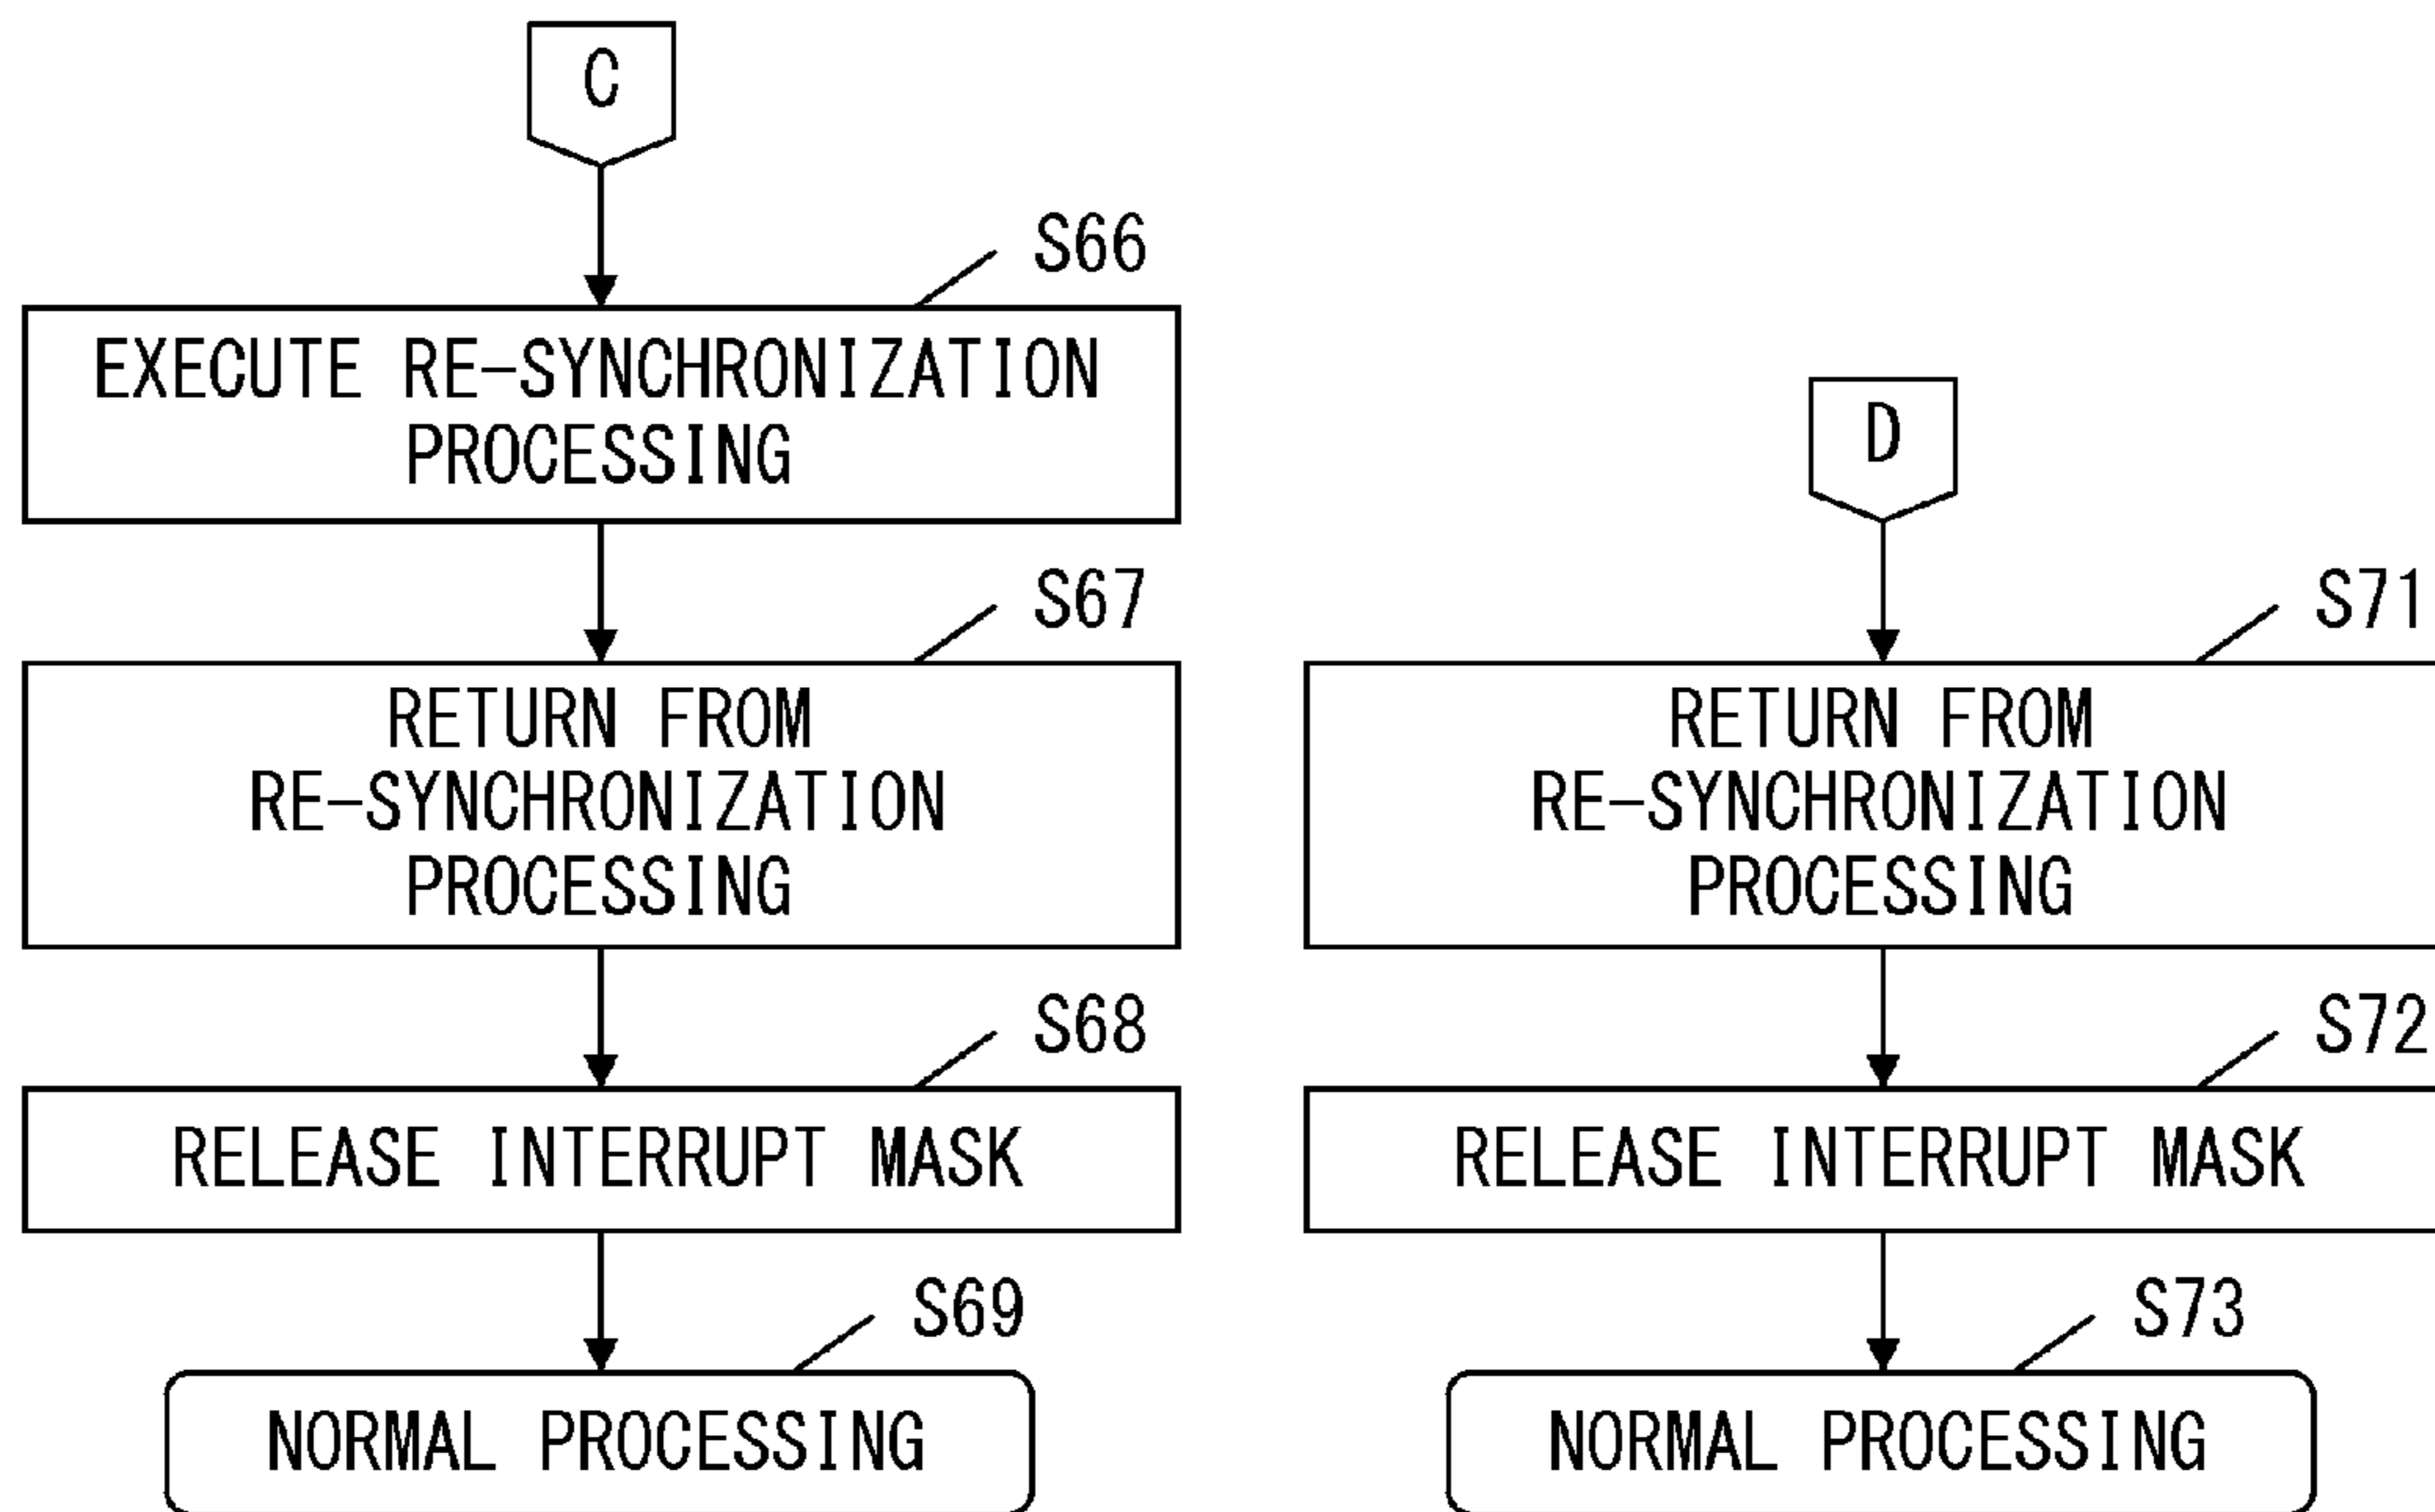 C
S66
EXECUTE RE-SYNCHRONIZATION
PROCESSING
S67
RETURN FROM
RE-SYNCHRONIZATION
PROCESSING
S68
RELEASE INTERRUPT MASK
S69
NORMAL PROCESSING
D
S71
RETURN FROM
RE-SYNCHRONIZATION
PROCESSING
S72
RELEASE INTERRUPT MASK
S73
NORMAL PROCESSING